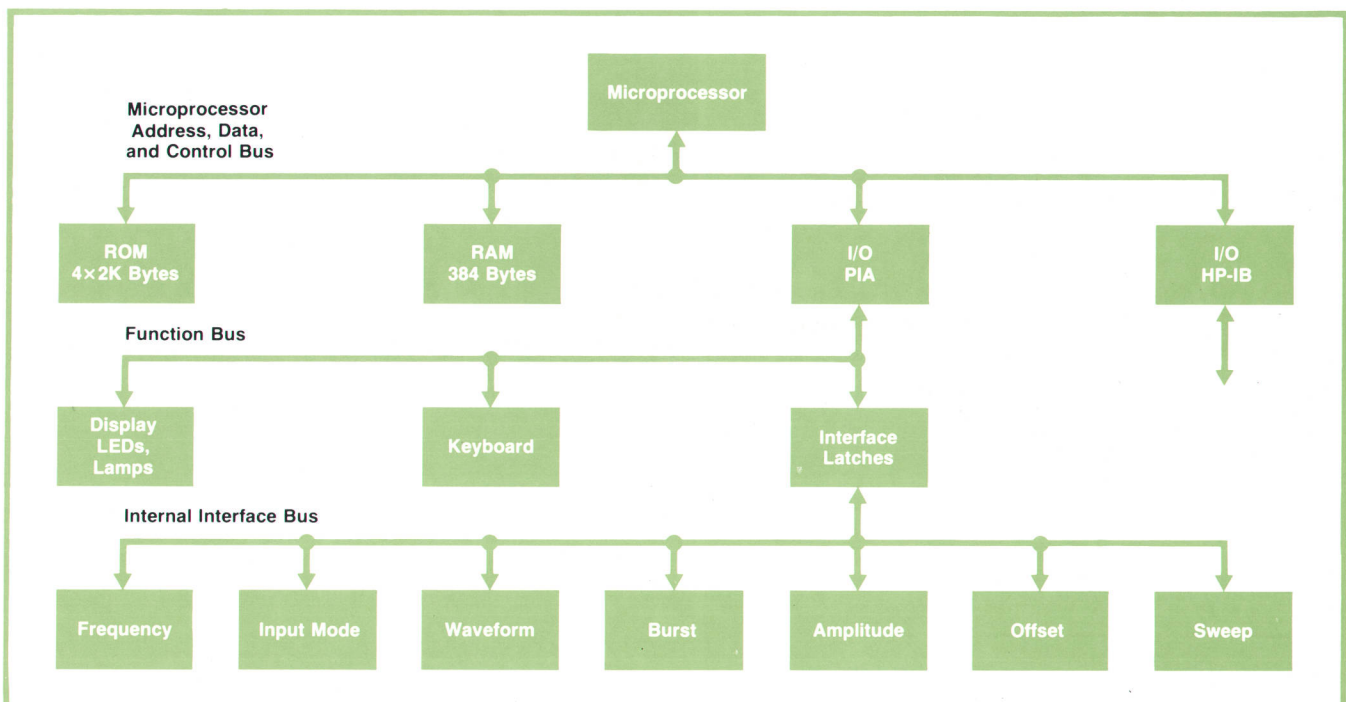 Microprocessor
Microprocessor
Address, Data,
and Control Bus
ROM
4×2K Bytes
RAM
384 Bytes
I/O
PIA
I/O
HP-IB
Function Bus
Display
LEDs,
Lamps
Keyboard
Interface
Latches
Internal Interface Bus
Frequency
Input Mode
Waveform
Burst
Amplitude
Offset
Sweep